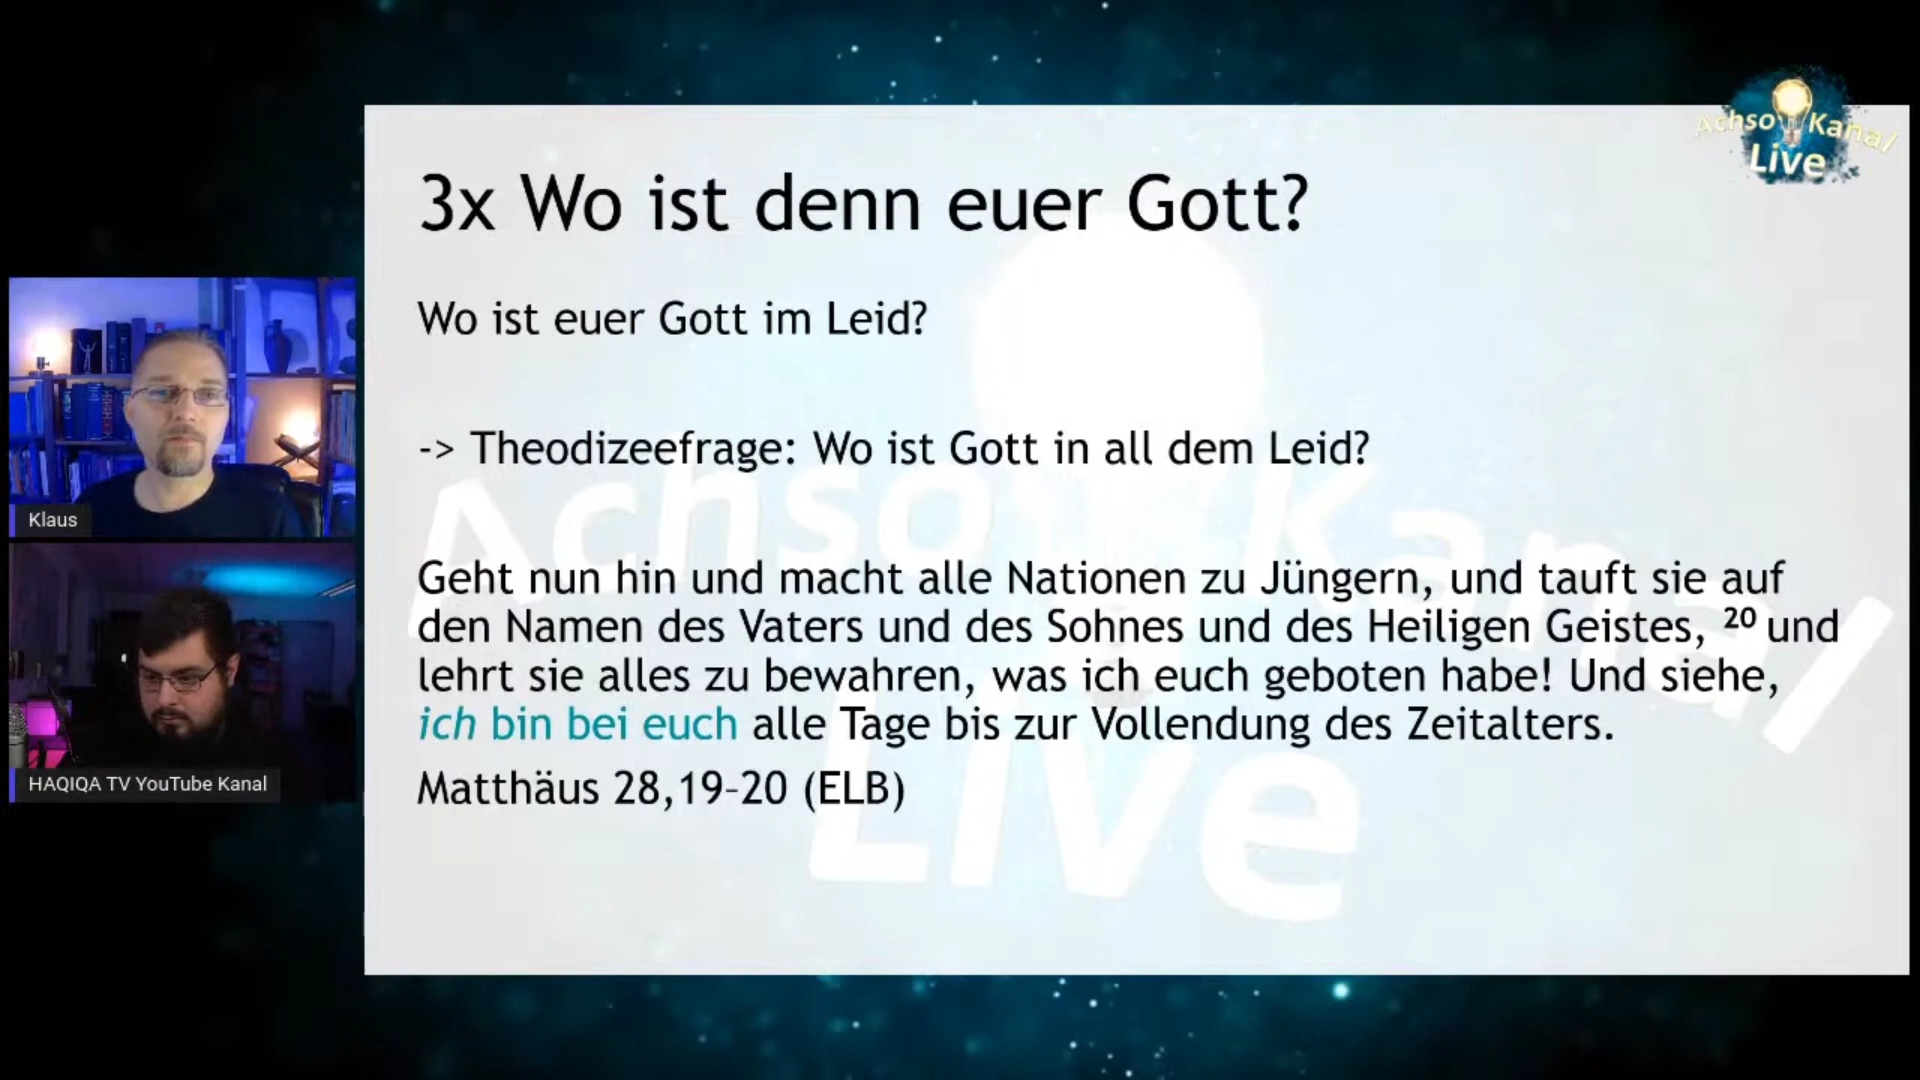 Achso Kanal
Live
3x Wo ist denn euer Gott?
Wo ist euer Gott im Leid?
-> Theodizeefrage: Wo ist Gott in all dem Leid?
Geht nun hin und macht alle Nationen zu Jüngern, und tauft sie auf
den Namen des Vaters und des Sohnes und des Heiligen Geistes, ²⁰ und
lehrt sie alles zu bewahren, was ich euch geboten habe! Und siehe,
ich bin bei euch alle Tage bis zur Vollendung des Zeitalters.
Matthäus 28,19–20 (ELB)
Achso Kanal
Live
Klaus
HAQIQA TV YouTube Kanal